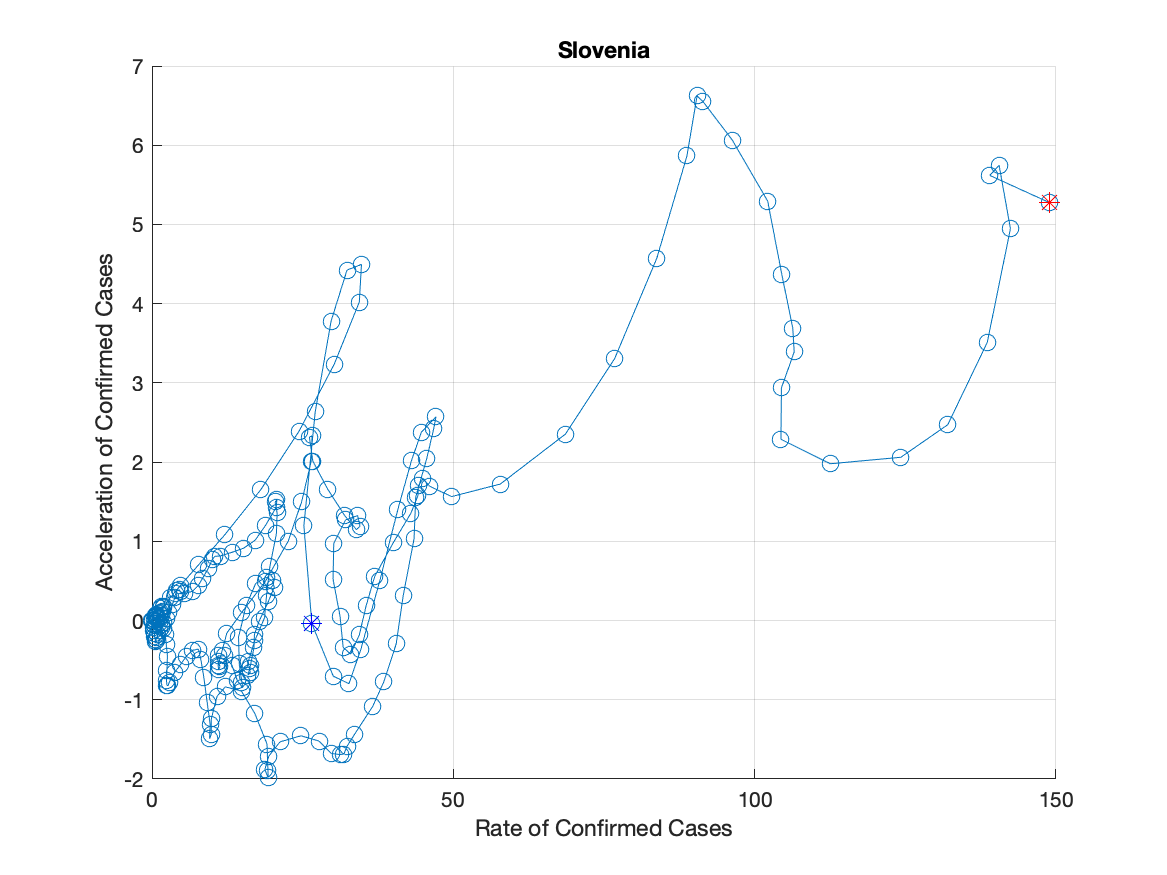 Slovenia
7
6
5
4
3
2
1
0
-1
-2
Acceleration of Confirmed Cases
0 50 100 150
Rate of Confirmed Cases